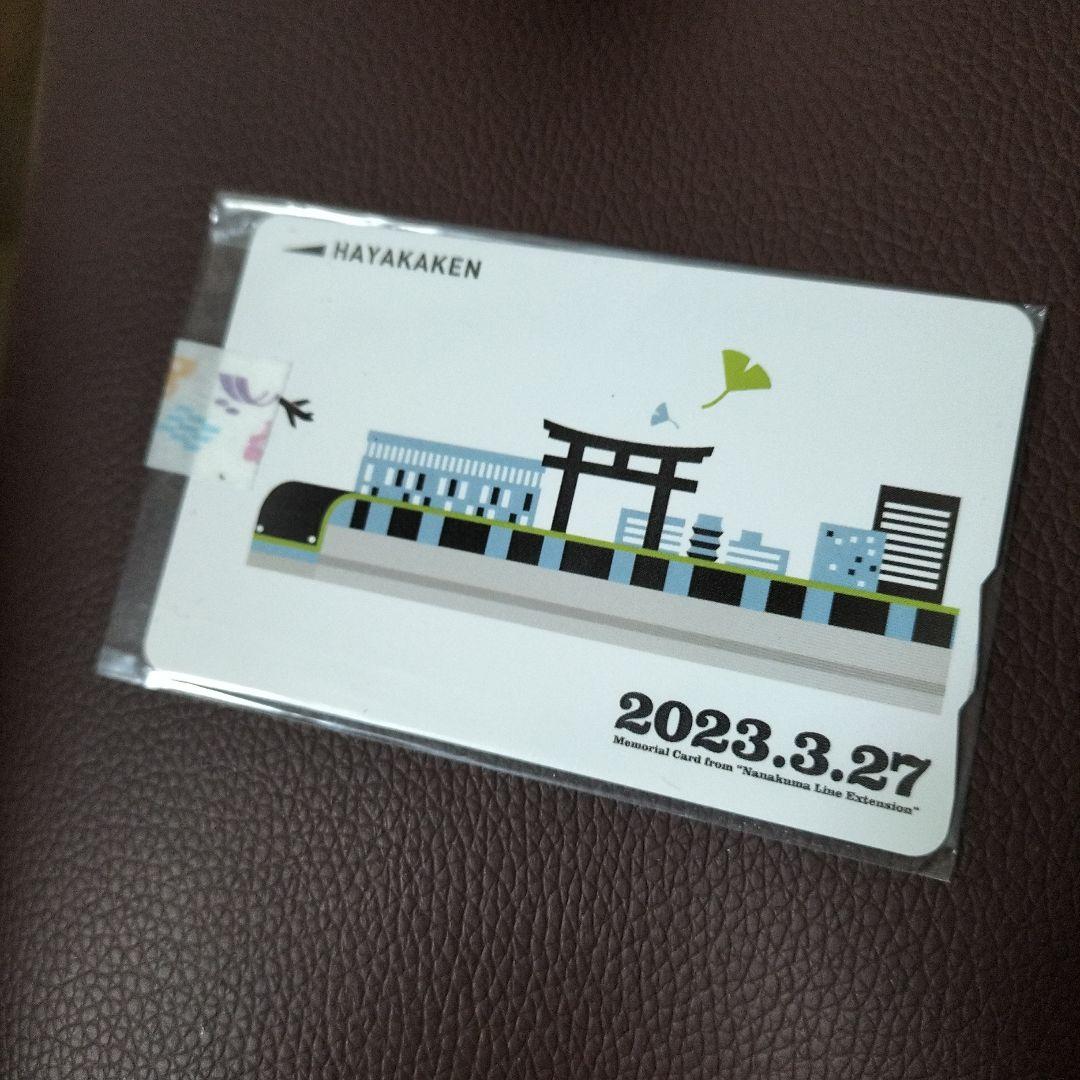 HAYAKAKEN
2023.3.27
Memorial Card from "Nanakuma Line Extension"